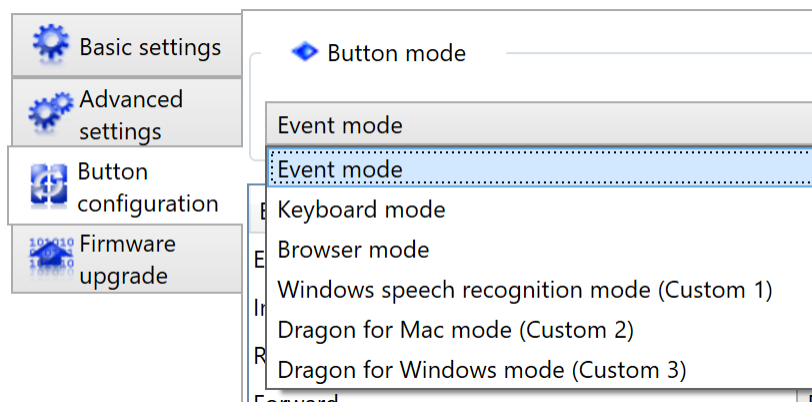 Basic settings
Advanced
settings
Button
configuration
Firmware
upgrade
Button mode
Event mode
Event mode
Keyboard mode
Browser mode
Windows speech recognition mode (Custom 1)
Dragon for Mac mode (Custom 2)
Dragon for Windows mode (Custom 3)
Forward